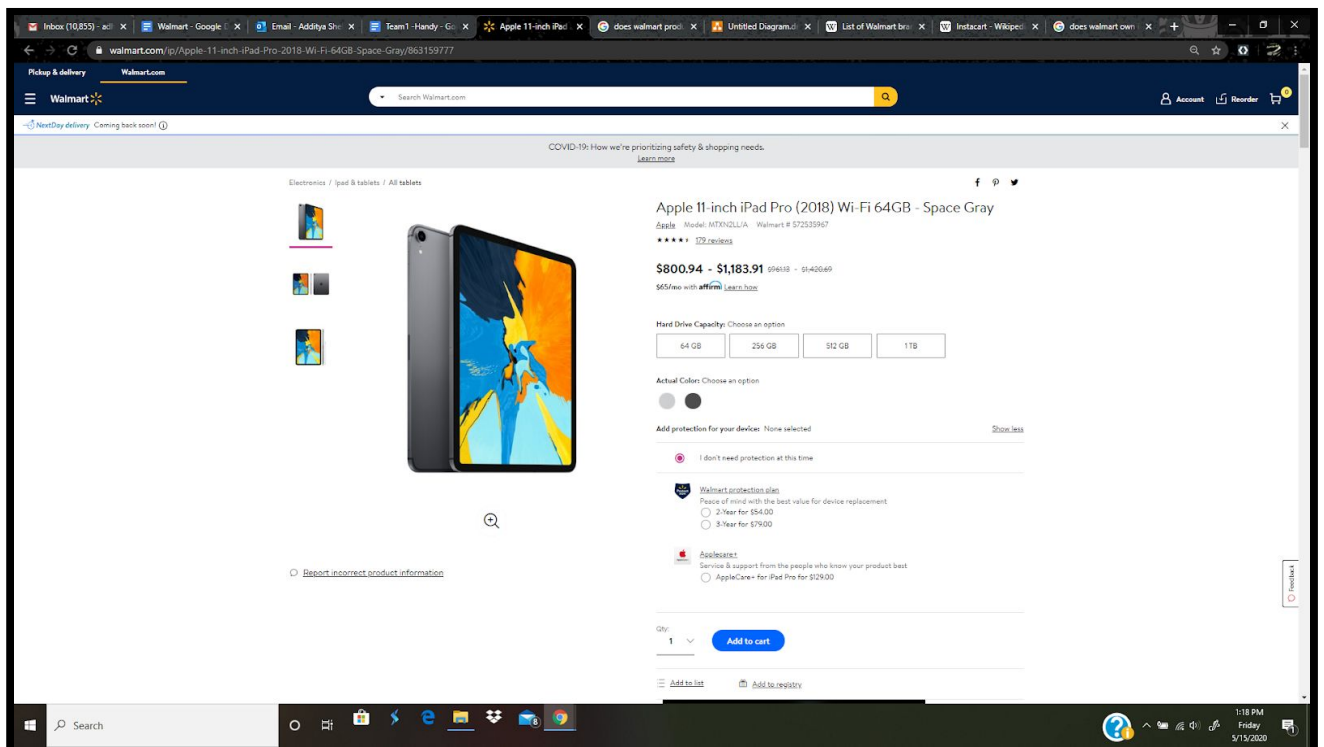 Inbox (10,855) - adi
Walmart - Google D
Email - Additya She
Team1 -Handy - Go
Apple 11-inch iPad
does walmart prod
Untitled Diagram.d
List of Walmart bra
Instacart - Wikiped
does walmart own
walmart.com/ip/Apple-11-inch-iPad-Pro-2018-Wi-Fi-64GB-Space-Gray/863159777
Pickup & delivery Walmart.com
Walmart
Search Walmart.com
Account Reorder 0
NextDay delivery Coming back soon!
COVID-19: How we're prioritizing safety & shopping needs.
Learn more
Electronics / Ipad & tablets / All tablets
Apple 11-inch iPad Pro (2018) Wi-Fi 64GB - Space Gray
Apple Model: MTXN2LL/A Walmart # 572535967
179 reviews
$800.94 - $1,183.91 $961.13 - $1,420.69
$65/mo with affirm Learn how
Hard Drive Capacity: Choose an option
64 GB 256 GB 512 GB 1 TB
Actual Color: Choose an option
Add protection for your device: None selected Show less
I don't need protection at this time
Walmart protection plan
Peace of mind with the best value for device replacement
2-Year for $54.00
3-Year for $79.00
Applecare+
Service & support from the people who know your product best
AppleCare+ for iPad Pro for $129.00
Report incorrect product information
Feedback
Qty:
1 Add to cart
Add to list Add to registry
Search
8
1:18 PM
Friday
5/15/2020
1